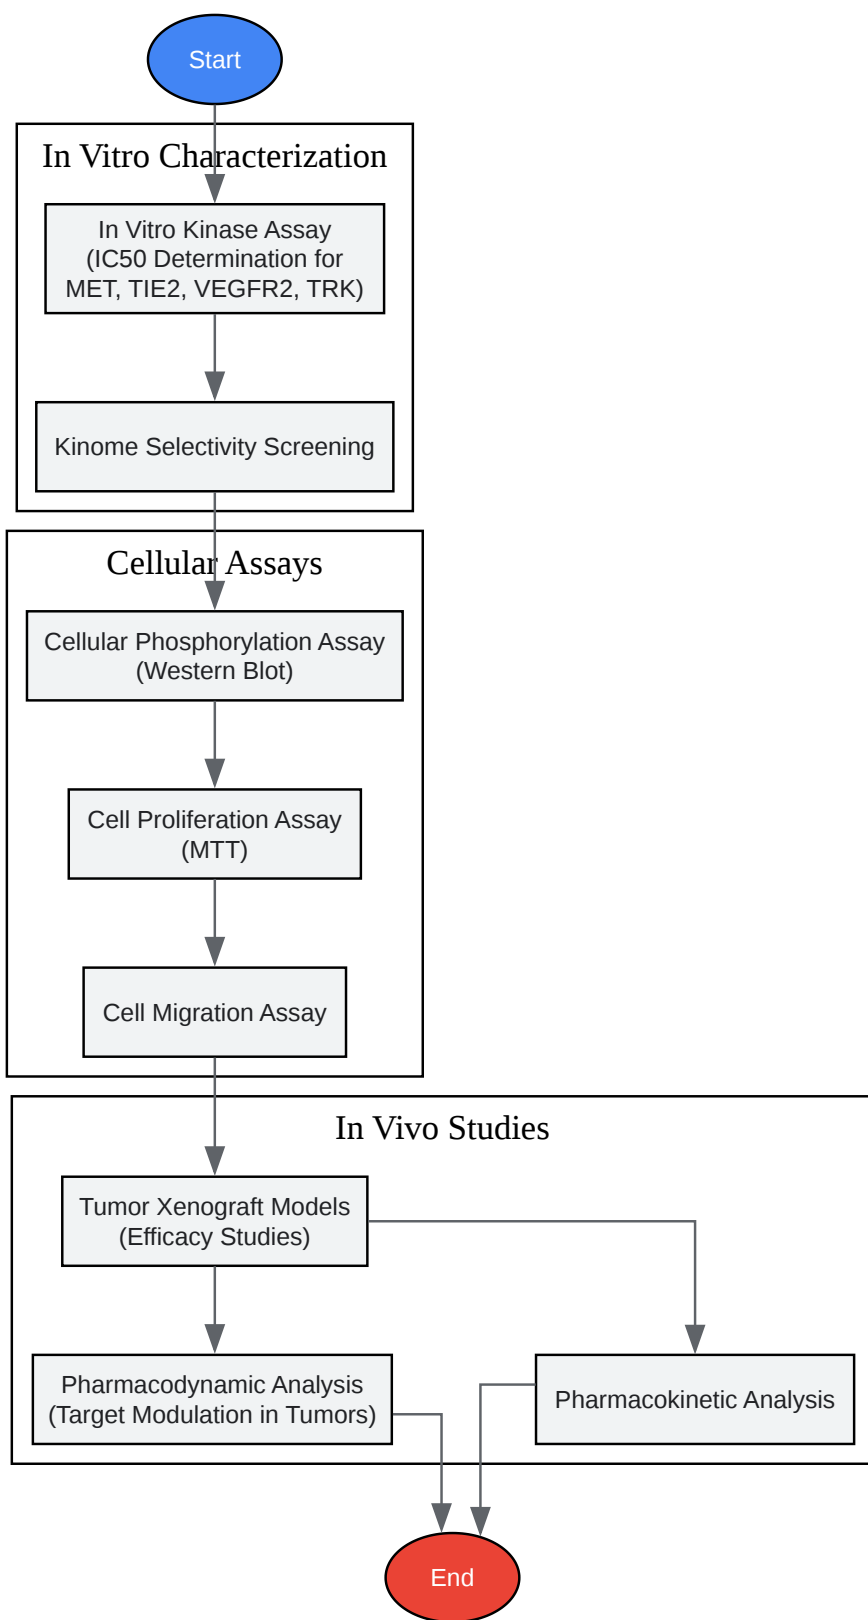 Start
In Vitro Characterization
In Vitro Kinase Assay
(IC50 Determination for
MET, TIE2, VEGFR2, TRK)
Kinome Selectivity Screening
Cellular Assays
Cellular Phosphorylation Assay
(Western Blot)
Cell Proliferation Assay
(MTT)
Cell Migration Assay
In Vivo Studies
Tumor Xenograft Models
(Efficacy Studies)
Pharmacodynamic Analysis
(Target Modulation in Tumors)
Pharmacokinetic Analysis
End